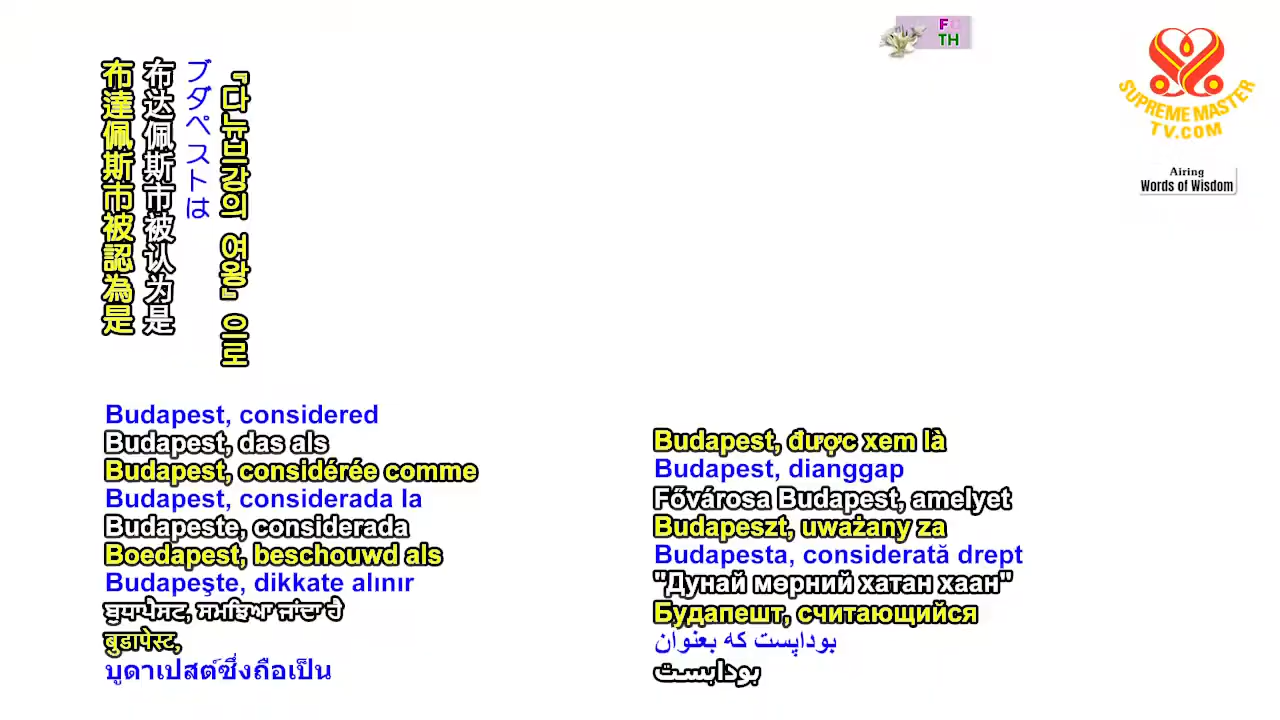 布達佩斯市被認為是
布达佩斯市被认为是
ブダペストは
『다뉴브강의 여왕』이로
F
TH
SUPREME MASTER
TV.COM
Airing
Words of Wisdom
Budapest, considered
Budapest, das als
Budapest, considérée comme
Budapest, considerada la
Budapeste, considerada
Boedapest, beschouwd als
Budapeşte, dikkate alınır
ਬੁਧਾਪੈਸਟ, ਸਮਝਿਆ ਜਾਂਦਾ ਹੈ
बुडापेस्ट,
บูดาเปสต์ซึ่งถือเป็น
Budapest, được xem là
Budapest, dianggap
Fővárosa Budapest, amelyet
Budapeszt, uważany za
Budapesta, considerată drept
"Дунай мөрний хатан хаан"
Будапешт, считающийся
بوداپست که بعنوان
بودابست